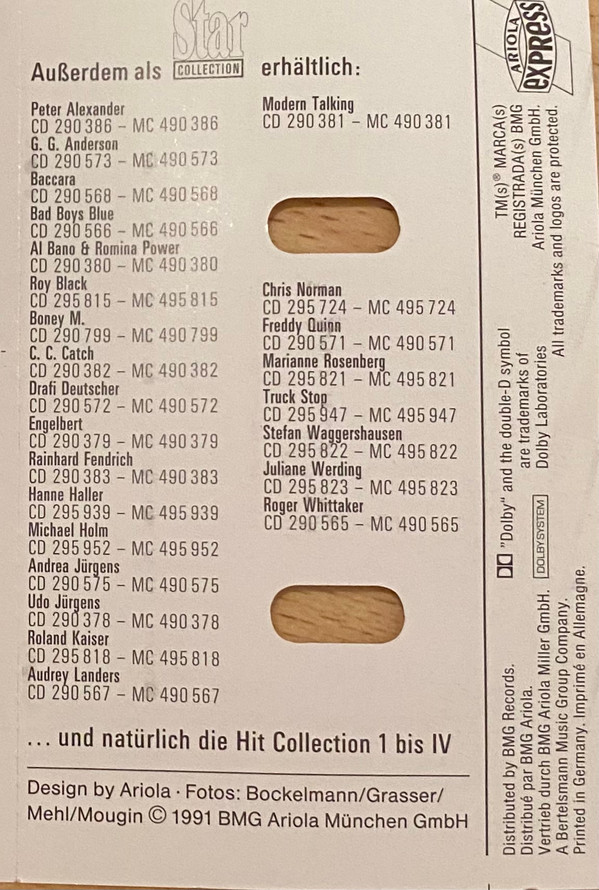 Star
Außerdem als COLLECTION erhältlich:
Peter Alexander
CD 290 386 – MC 490 386
G. G. Anderson
CD 290 573 – MC 490 573
Baccara
CD 290 568 – MC 490 568
Bad Boys Blue
CD 290 566 – MC 490 566
Al Bano & Romina Power
CD 290 380 – MC 490 380
Roy Black
CD 295 815 – MC 495 815
Boney M.
CD 290 799 – MC 490 799
C. C. Catch
CD 290 382 – MC 490 382
Drafi Deutscher
CD 290 572 – MC 490 572
Engelbert
CD 290 379 – MC 490 379
Rainhard Fendrich
CD 290 383 – MC 490 383
Hanne Haller
CD 295 939 – MC 495 939
Michael Holm
CD 295 952 – MC 495 952
Andrea Jürgens
CD 290 575 – MC 490 575
Udo Jürgens
CD 290 378 – MC 490 378
Roland Kaiser
CD 295 818 – MC 495 818
Audrey Landers
CD 290 567 – MC 490 567
Modern Talking
CD 290 381 – MC 490 381
Chris Norman
CD 295 724 – MC 495 724
Freddy Quinn
CD 290 571 – MC 490 571
Marianne Rosenberg
CD 295 821 – MC 495 821
Truck Stop
CD 295 947 – MC 495 947
Stefan Waggershausen
CD 295 822 – MC 495 822
Juliane Werding
CD 295 823 – MC 495 823
Roger Whittaker
CD 290 565 – MC 490 565
... und natürlich die Hit Collection 1 bis IV
Design by Ariola · Fotos: Bockelmann/Grasser/
Mehl/Mougin © 1991 BMG Ariola München GmbH
ARIOLA
EXPRESS
TM(s)® MARCA(s)
REGISTRADA(s) BMG
Ariola München GmbH.
All trademarks and logos are protected.
"Dolby" and the double-D symbol
are trademarks of
DOLBY SYSTEM Dolby Laboratories
Distributed by BMG Records.
Distribué par BMG Ariola.
Vertrieb durch BMG Ariola Miller GmbH.
A Bertelsmann Music Group Company.
Printed in Germany. Imprimé en Allemagne.